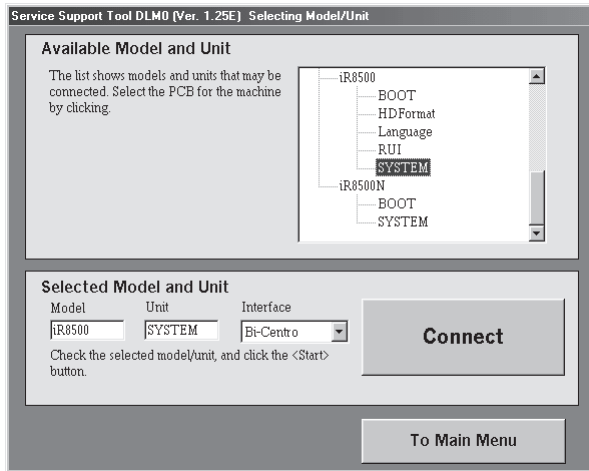 Service Support Tool DLM0 (Ver. 1.25E) Selecting Model/Unit
Available Model and Unit
The list shows models and units that may be
connected. Select the PCB for the machine
by clicking.
iR8500
BOOT
HDFormat
Language
RUI
SYSTEM
iR8500N
BOOT
SYSTEM
Selected Model and Unit
Model Unit Interface
iR8500 SYSTEM Bi-Centro
Check the selected model/unit, and click the <Start>
button.
Connect
To Main Menu